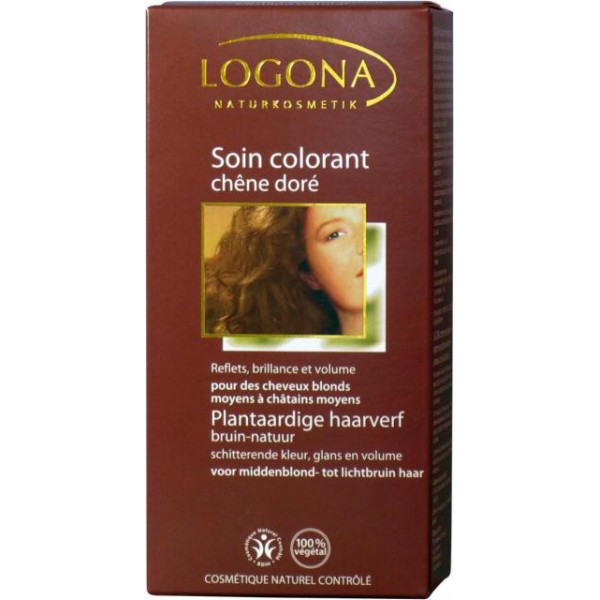 LOGONA
NATURKOSMETIK
Soin colorant
chêne doré
Reflets, brillance et volume
pour des cheveux blonds
moyens à châtains moyens
Plantaardige haarverf
bruin-natuur
schitterende kleur, glans en volume
voor middenblond- tot lichtbruin haar
100%
végétal
COSMÉTIQUE NATUREL CONTRÔLÉ